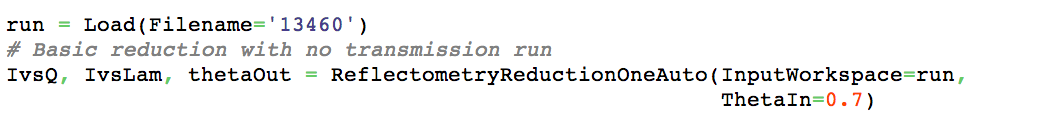 run = Load(Filename='13460')
# Basic reduction with no transmission run
IvsQ, IvsLam, thetaOut = ReflectometryReductionOneAuto(InputWorkspace=run,
ThetaIn=0.7)